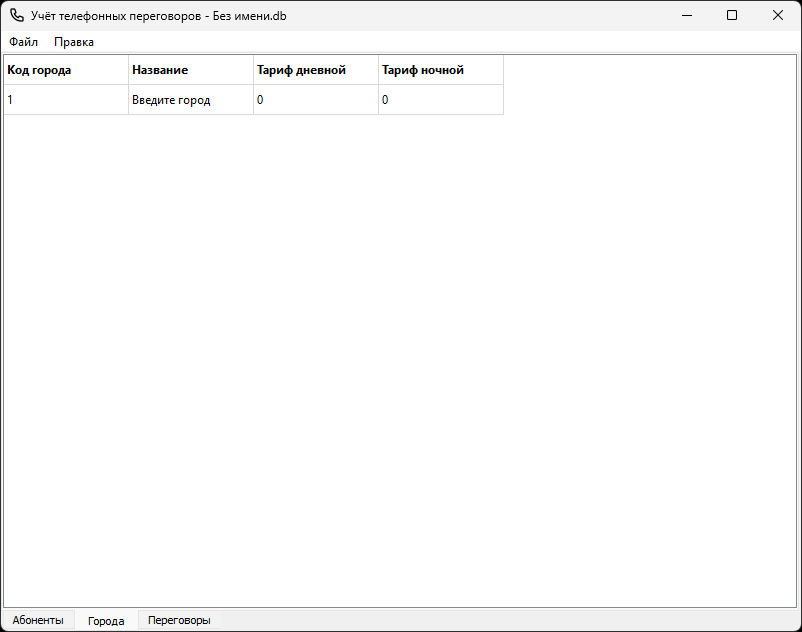 Учёт телефонных переговоров - Без имени.db
Файл Правка
Код города Название Тариф дневной Тариф ночной
1 Введите город 0 0
Абоненты Города Переговоры